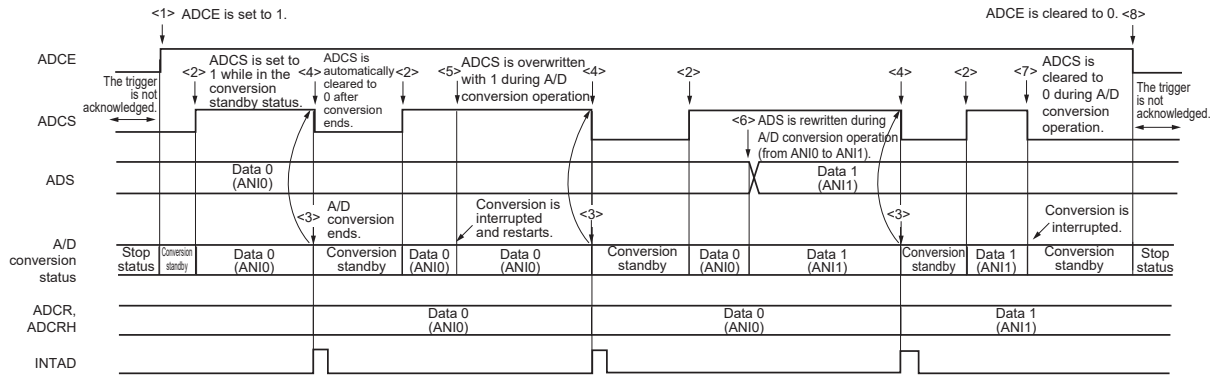 <1> ADCE is set to 1.
ADCE is cleared to 0. <8>
ADCE
The trigger
is not
acknowledged.
<2>
ADCS is set to
1 while in the
conversion
standby status.
<4>
ADCS is
automatically
cleared to
0 after
conversion
ends.
<2>
<5> ADCS is overwritten
with 1 during A/D
conversion operation
<4>
<2>
<4>
<2>
<7>
ADCS is
cleared to
0 during A/D
conversion
operation.
The trigger
is not
acknowledged.
ADCS
<6> ADS is rewritten during
A/D conversion operation
(from ANI0 to ANI1).
ADS
Data 0
(ANI0)
Data 1
(ANI1)
<3>
A/D
conversion
ends.
Conversion is
interrupted
and restarts.
<3>
<3>
Conversion is
interrupted.
A/D
conversion
status
Stop
status
Conversion
standby
Data 0
(ANI0)
Conversion
standby
Data 0
(ANI0)
Data 0
(ANI0)
Conversion
standby
Data 0
(ANI0)
Data 1
(ANI1)
Conversion
standby
Data 1
(ANI1)
Conversion
standby
Stop
status
ADCR,
ADCRH
Data 0
(ANI0)
Data 0
(ANI0)
Data 1
(ANI1)
INTAD